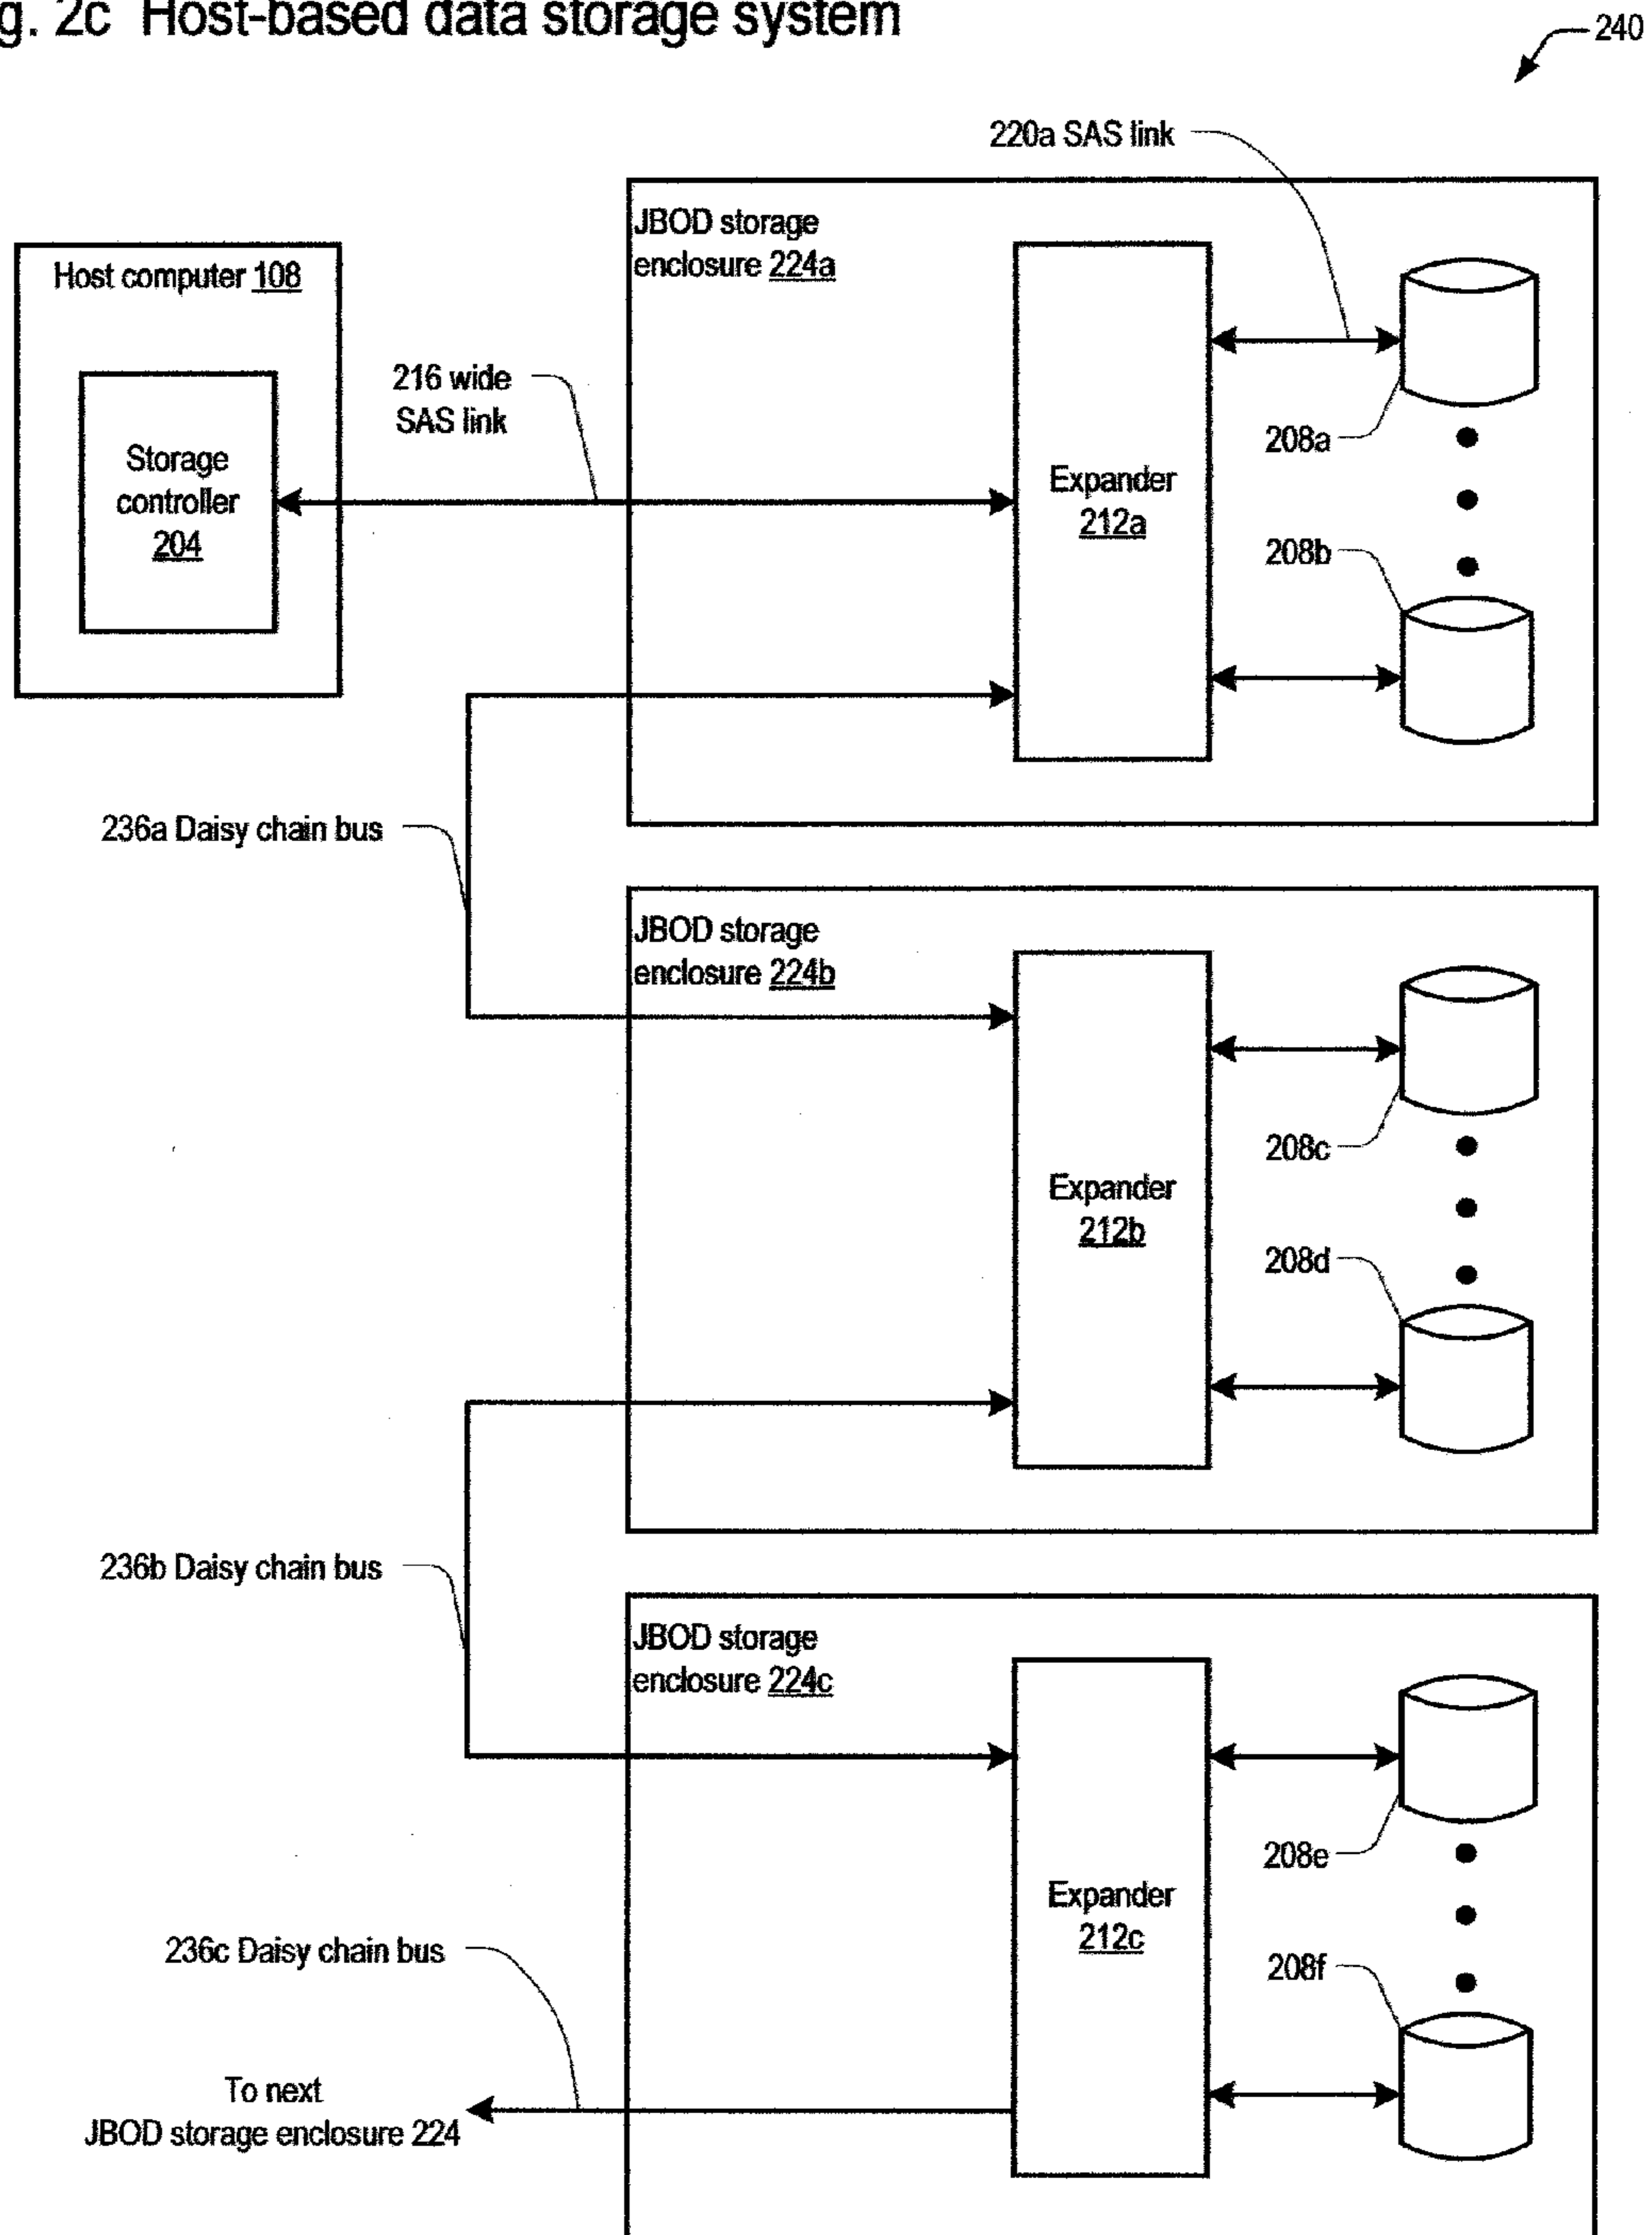 g. 2c Host-based data storage system
240
220a SAS link
JBOD storage
enclosure 224a
Host computer 108
216 wide
SAS link
Storage
controller
204
Expander
212a
208a
208b
236a Daisy chain bus
JBOD storage
enclosure 224b
Expander
212b
208c
208d
236b Daisy chain bus
JBOD storage
enclosure 224c
Expander
212c
208e
208f
236c Daisy chain bus
To next
JBOD storage enclosure 224